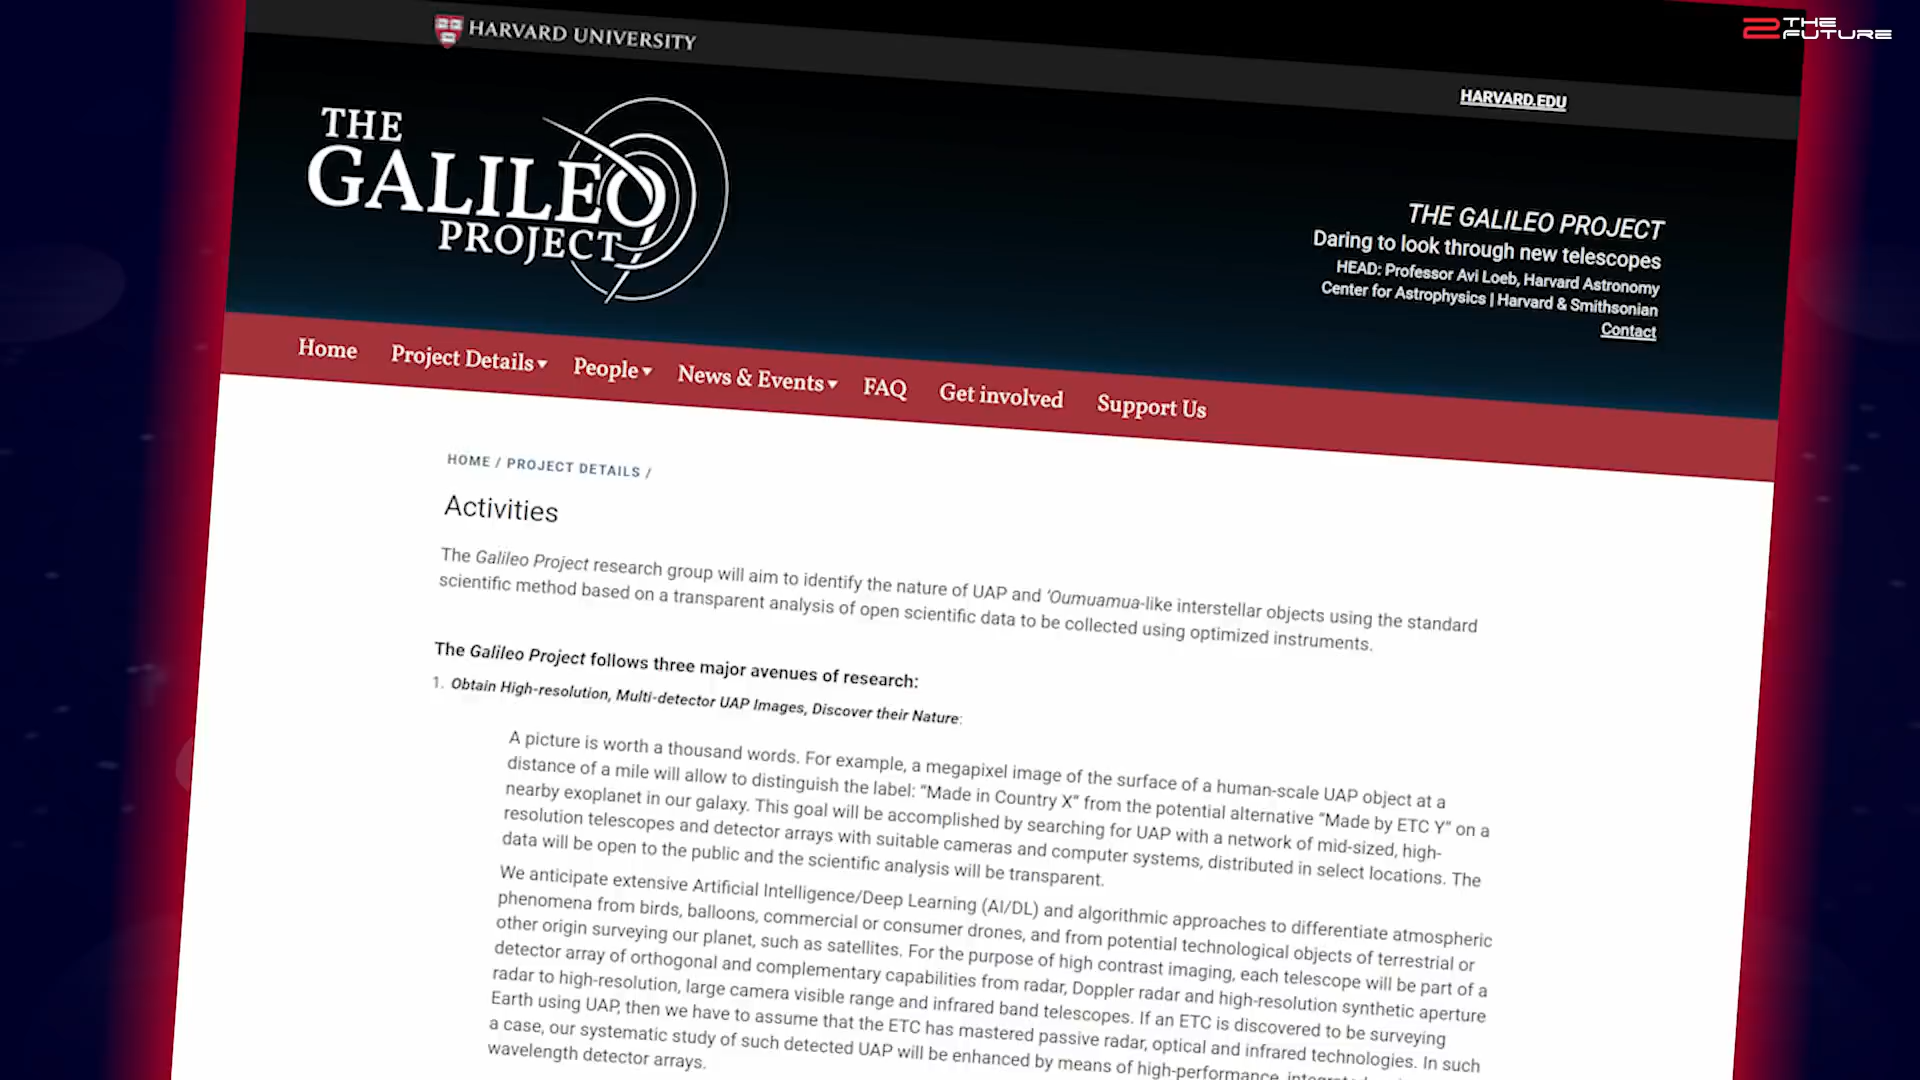 2 THE FUTURE
HARVARD UNIVERSITY
HARVARD.EDU
THE
GALILEO
PROJECT
THE GALILEO PROJECT
Daring to look through new telescopes
HEAD: Professor Avi Loeb, Harvard Astronomy
Center for Astrophysics | Harvard & Smithsonian
Contact
Home Project Details▾ People▾ News & Events▾ FAQ Get involved Support Us
HOME / PROJECT DETAILS /
Activities
The Galileo Project research group will aim to identify the nature of UAP and ‘Oumuamua-like interstellar objects using the standard
scientific method based on a transparent analysis of open scientific data to be collected using optimized instruments.
The Galileo Project follows three major avenues of research:
1. Obtain High-resolution, Multi-detector UAP Images, Discover their Nature:
A picture is worth a thousand words. For example, a megapixel image of the surface of a human-scale UAP object at a
distance of a mile will allow to distinguish the label: “Made in Country X” from the potential alternative “Made by ETC Y” on a
nearby exoplanet in our galaxy. This goal will be accomplished by searching for UAP with a network of mid-sized, high-
resolution telescopes and detector arrays with suitable cameras and computer systems, distributed in select locations. The
data will be open to the public and the scientific analysis will be transparent.
We anticipate extensive Artificial Intelligence/Deep Learning (AI/DL) and algorithmic approaches to differentiate atmospheric
phenomena from birds, balloons, commercial or consumer drones, and from potential technological objects of terrestrial or
other origin surveying our planet, such as satellites. For the purpose of high contrast imaging, each telescope will be part of a
detector array of orthogonal and complementary capabilities from radar, Doppler radar and high-resolution synthetic aperture
radar to high-resolution, large camera visible range and infrared band telescopes. If an ETC is discovered to be surveying
Earth using UAP, then we have to assume that the ETC has mastered passive radar, optical and infrared technologies. In such
a case, our systematic study of such detected UAP will be enhanced by means of high-performance,
wavelength detector arrays.